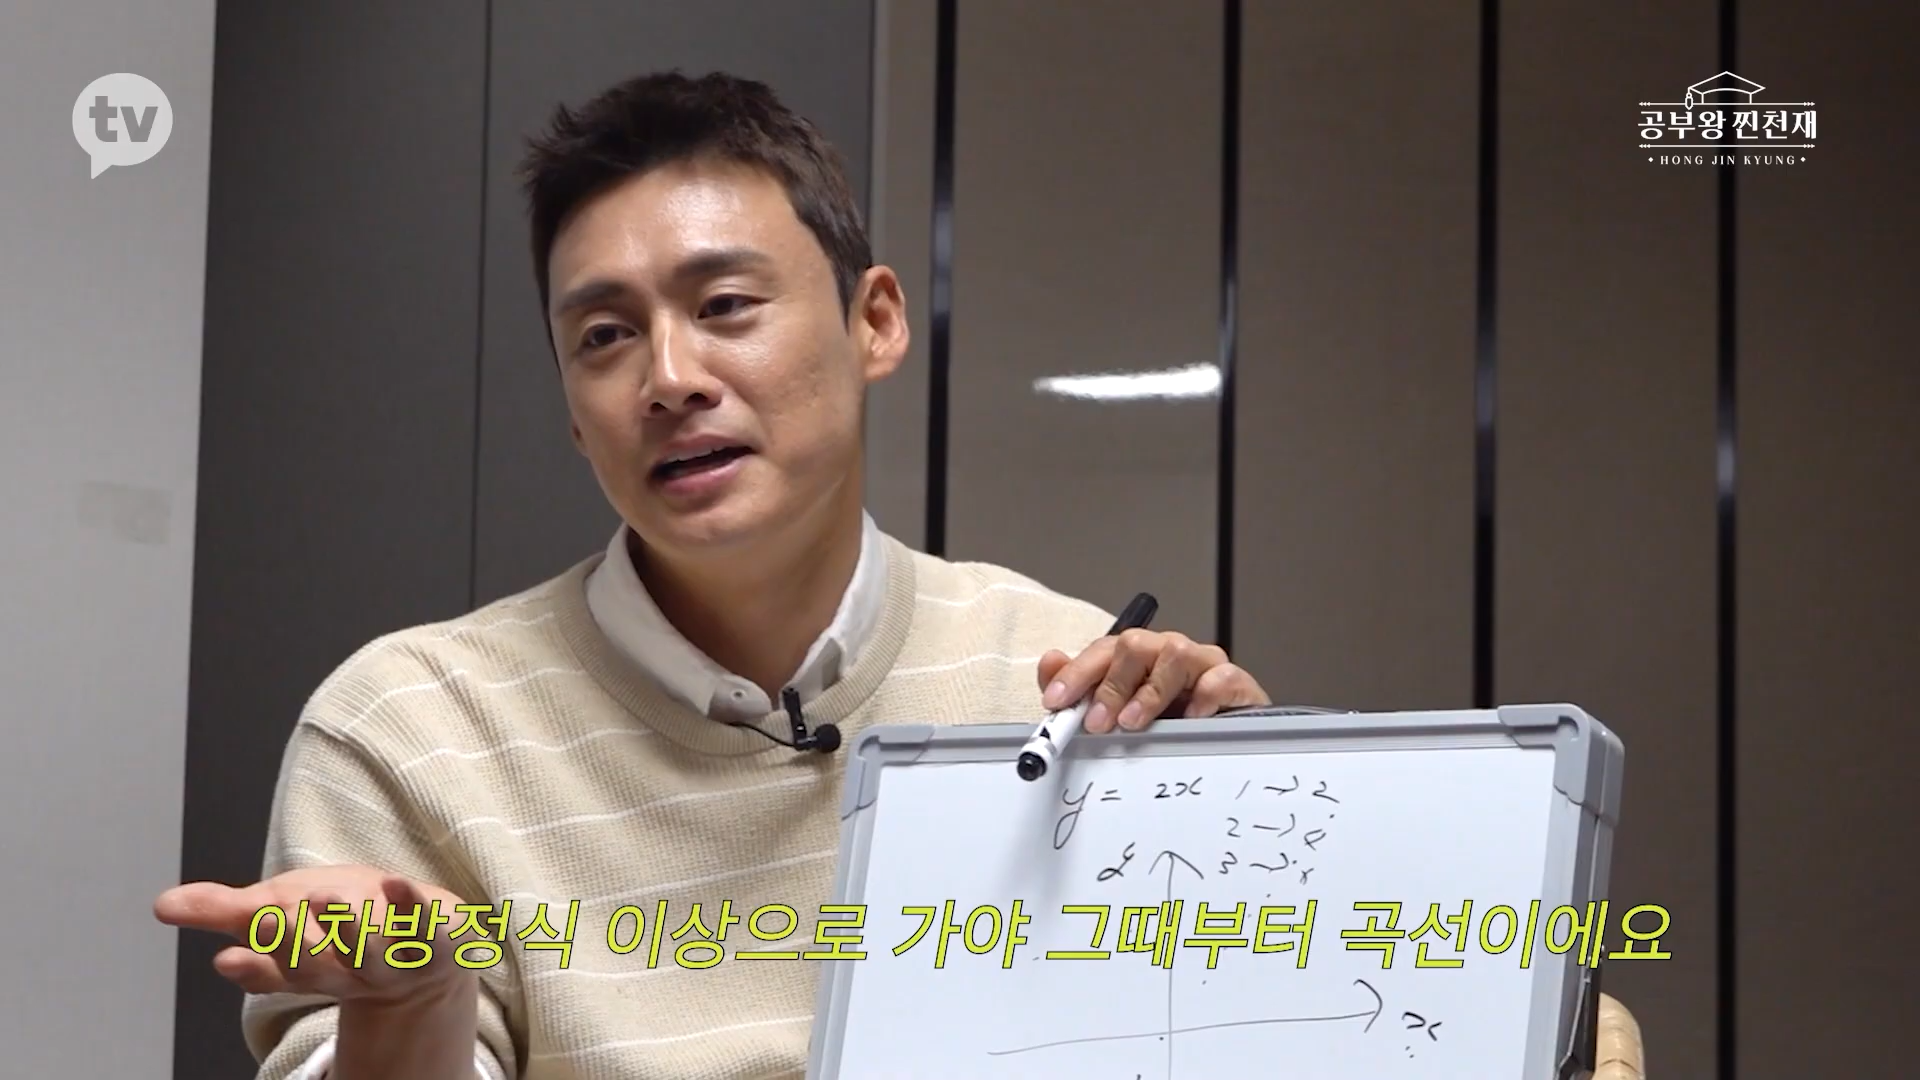 tv
공부왕 찐천재
HONG JIN KYUNG
y = 2x 1→2
2→4
3→
y
이차방정식 이상으로 가야 그때부터 곡선이에요
x